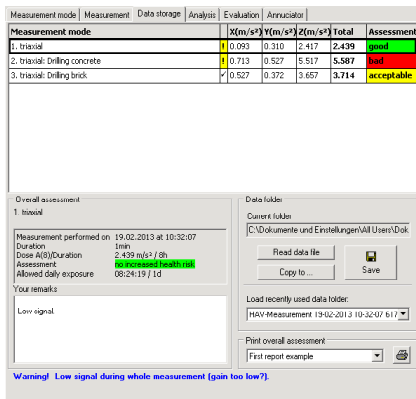 Measurement mode Measurement Data storage Analysis Evaluation Annuciator
Measurement mode X(m/s²) Y(m/s²) Z(m/s²) Total Assessment
1. triaxial ! 0.093 0.310 2.417 2.439 good
2. triaxial: Drilling concrete ! 0.713 0.527 5.517 5.587 bad
3. triaxial: Drilling brick ✓ 0.527 0.372 3.657 3.714 acceptable
Overall assessment
1. triaxial
Measurement performed on 19.02.2013 at 10:32:07
Duration 1min
Dose A(8)/Duration 2.439 m/s² / 8h
Assessment no increased health risk
Allowed daily exposure 08:24:19 / 1d
Your remarks
Low signal
Data folder
Current folder
C:\Dokumente und Einstellungen\All Users\Dok
Read data file
Copy to ...
Save
Load recently used data folder:
HAV-Measurement 19-02-2013 10-32-07 617
Print overall assessment
First report example
Warning! Low signal during whole measurement (gain too low?).